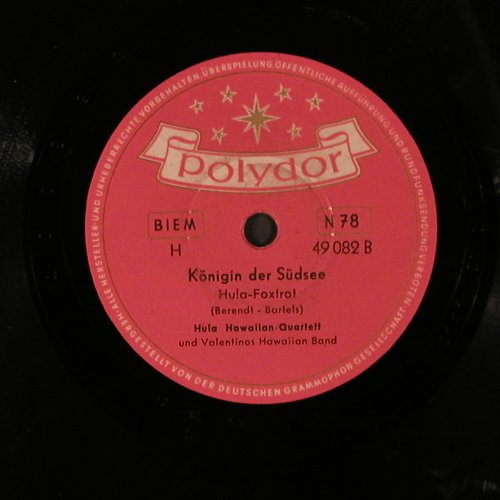 ALLE HERSTELLER- UND URHEBERRECHTE VORBEHALTEN. ÜBERSPIELUNG, ÖFFENTLICHE AUFFÜHRUNG UND RUNDFUNKSENDUNG VERBOTEN
polydor
BIEM
N 78
H
49 082 B
Königin der Südsee
Hula-Foxtrot
(Berendt - Bartels)
Hula Hawaiian-Quartett
und Valentinos Hawaiian Band
HERGESTELLT VON DER DEUTSCHEN GRAMMOPHON GESELLSCHAFT